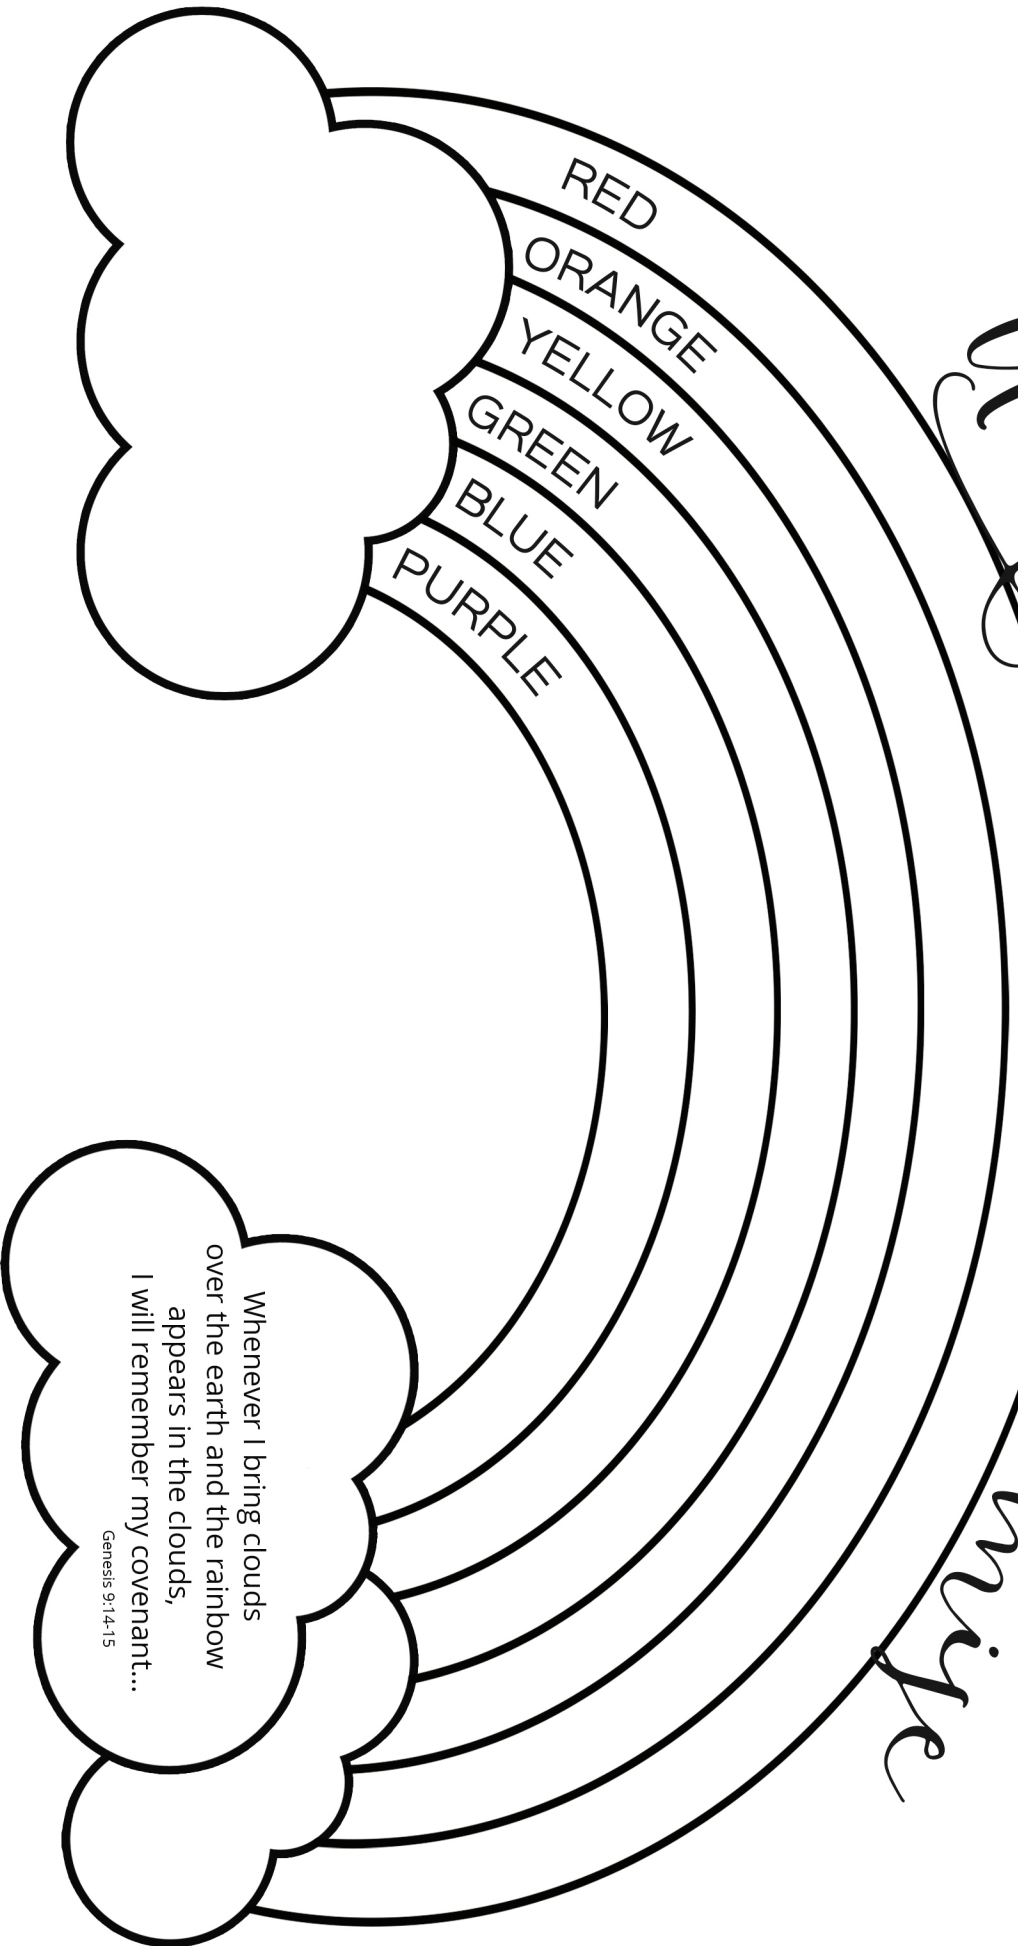 RED
ORANGE
YELLOW
GREEN
BLUE
PURPLE
Whenever I bring clouds
over the earth and the rainbow
appears in the clouds,
I will remember my covenant...
Genesis 9:14-15